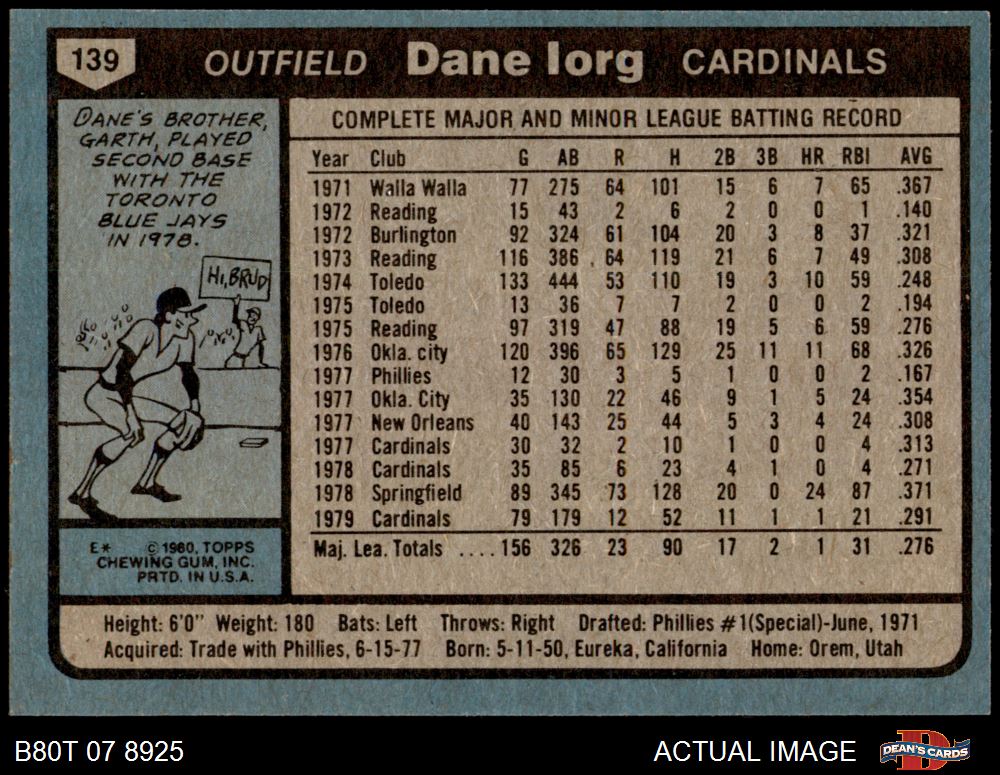 139 OUTFIELD Dane Iorg CARDINALS
DANE'S BROTHER,
GARTH, PLAYED
SECOND BASE
WITH THE
TORONTO
BLUE JAYS
IN 1978.
HI, BRUD
E* © 1980, TOPPS
CHEWING GUM, INC.
PRTD. IN U.S.A.
COMPLETE MAJOR AND MINOR LEAGUE BATTING RECORD
Year Club G AB R H 2B 3B HR RBI AVG
1971 Walla Walla 77 275 64 101 15 6 7 65 .367
1972 Reading 15 43 2 6 2 0 0 1 .140
1972 Burlington 92 324 61 104 20 3 8 37 .321
1973 Reading 116 386 64 119 21 6 7 49 .308
1974 Toledo 133 444 53 110 19 3 10 59 .248
1975 Toledo 13 36 7 7 2 0 0 2 .194
1975 Reading 97 319 47 88 19 5 6 59 .276
1976 Okla. city 120 396 65 129 25 11 11 68 .326
1977 Phillies 12 30 3 5 1 0 0 2 .167
1977 Okla. City 35 130 22 46 9 1 5 24 .354
1977 New Orleans 40 143 25 44 5 3 4 24 .308
1977 Cardinals 30 32 2 10 1 0 0 4 .313
1978 Cardinals 35 85 6 23 4 1 0 4 .271
1978 Springfield 89 345 73 128 20 0 24 87 .371
1979 Cardinals 79 179 12 52 11 1 1 21 .291
Maj. Lea. Totals .... 156 326 23 90 17 2 1 31 .276
Height: 6'0" Weight: 180 Bats: Left Throws: Right Drafted: Phillies #1(Special)-June, 1971
Acquired: Trade with Phillies, 6-15-77 Born: 5-11-50, Eureka, California Home: Orem, Utah
B80T 07 8925 ACTUAL IMAGE D DEAN'S CARDS